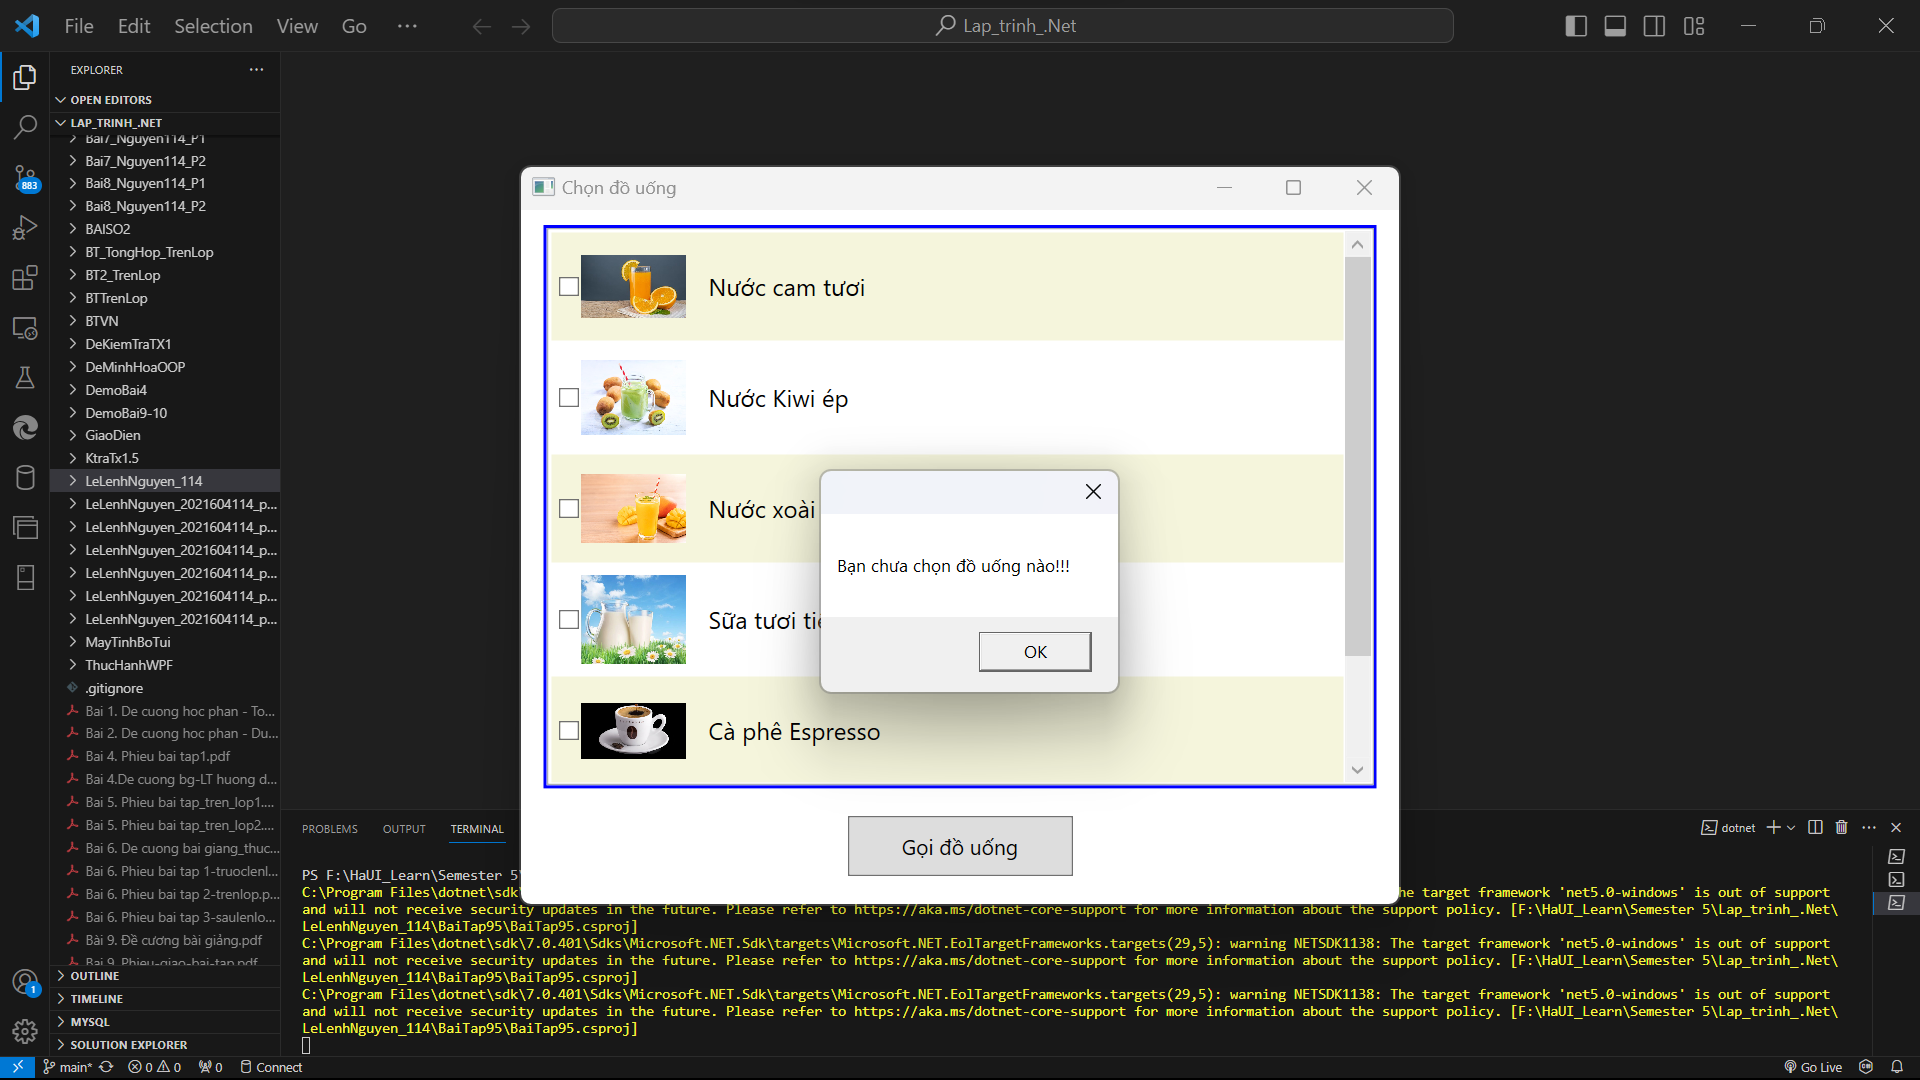 File Edit Selection View Go ···
Lap_trinh_.Net
EXPLORER
OPEN EDITORS
LAP_TRINH_.NET
Bai7_Nguyen114_P1
Bai7_Nguyen114_P2
Bai8_Nguyen114_P1
Bai8_Nguyen114_P2
BAISO2
BT_TongHop_TrenLop
BT2_TrenLop
BTTrenLop
BTVN
DeKiemTraTX1
DeMinhHoaOOP
DemoBai4
DemoBai9-10
GiaoDien
KtraTx1.5
LeLenhNguyen_114
LeLenhNguyen_2021604114_p...
LeLenhNguyen_2021604114_p...
LeLenhNguyen_2021604114_p...
LeLenhNguyen_2021604114_p...
LeLenhNguyen_2021604114_p...
LeLenhNguyen_2021604114_p...
MayTinhBoTui
ThucHanhWPF
.gitignore
Bai 1. De cuong hoc phan - To...
Bai 2. De cuong hoc phan - Du...
Bai 4. Phieu bai tap1.pdf
Bai 4.De cuong bg-LT huong d...
Bai 5. Phieu bai tap_tren_lop1....
Bai 5. Phieu bai tap_tren_lop2....
Bai 6. De cuong bai giang_thuc...
Bai 6. Phieu bai tap 1-truoclenl...
Bai 6. Phieu bai tap 2-trenlop.p...
Bai 6. Phieu bai tap 3-saulenlo...
Bài 9. Đề cương bài giảng.pdf
Bai 9. Phieu-giao-bai-tap.pdf
OUTLINE
TIMELINE
MYSQL
SOLUTION EXPLORER
883
1
Chọn đồ uống
Nước cam tươi
Nước Kiwi ép
Nước xoài
Sữa tươi
Cà phê Espresso
Gọi đồ uống
Bạn chưa chọn đồ uống nào!!!
OK
PROBLEMS OUTPUT TERMINAL
dotnet
PS F:\HaUI_Learn\Semester 5\
C:\Program Files\dotnet\sdk\ he target framework 'net5.0-windows' is out of support
and will not receive security updates in the future. Please refer to https://aka.ms/dotnet-core-support for more information about the support policy. [F:\HaUI_Learn\Semester 5\Lap_trinh_.Net\
LeLenhNguyen_114\BaiTap95\BaiTap95.csproj]
C:\Program Files\dotnet\sdk\7.0.401\Sdks\Microsoft.NET.Sdk\targets\Microsoft.NET.EolTargetFrameworks.targets(29,5): warning NETSDK1138: The target framework 'net5.0-windows' is out of support
and will not receive security updates in the future. Please refer to https://aka.ms/dotnet-core-support for more information about the support policy. [F:\HaUI_Learn\Semester 5\Lap_trinh_.Net\
LeLenhNguyen_114\BaiTap95\BaiTap95.csproj]
C:\Program Files\dotnet\sdk\7.0.401\Sdks\Microsoft.NET.Sdk\targets\Microsoft.NET.EolTargetFrameworks.targets(29,5): warning NETSDK1138: The target framework 'net5.0-windows' is out of support
and will not receive security updates in the future. Please refer to https://aka.ms/dotnet-core-support for more information about the support policy. [F:\HaUI_Learn\Semester 5\Lap_trinh_.Net\
LeLenhNguyen_114\BaiTap95\BaiTap95.csproj]
main* 0 0 0 Connect
Go Live